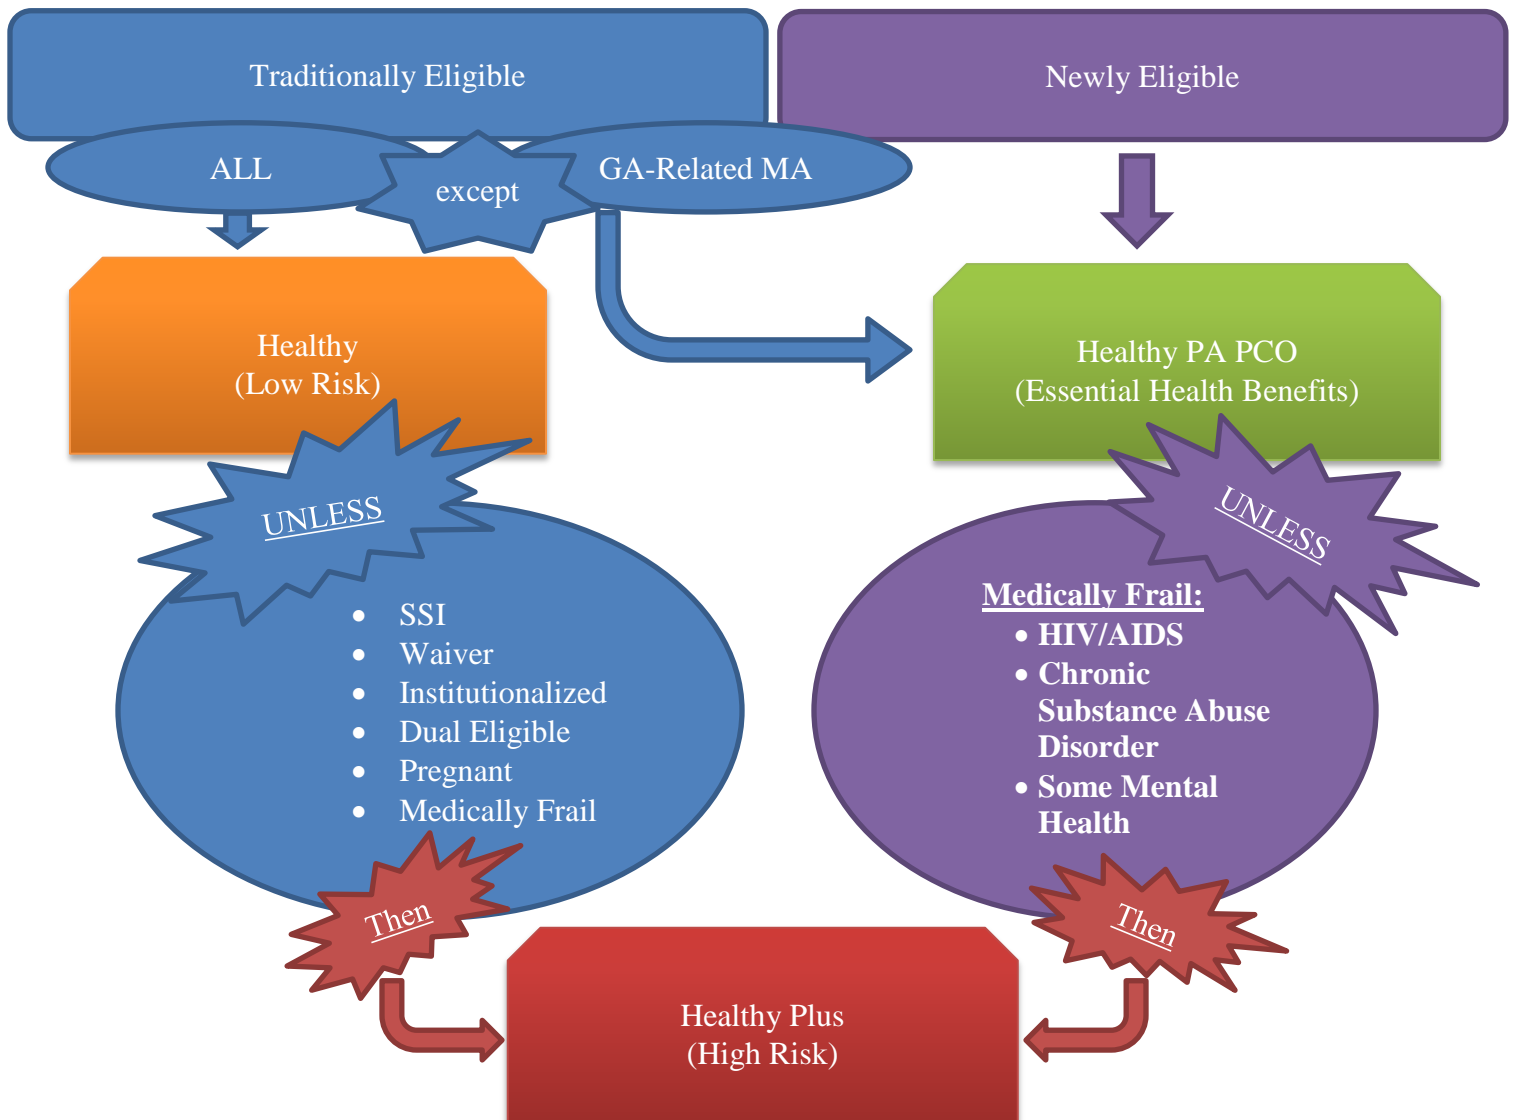 Traditionally Eligible
Newly Eligible
ALL
except
GA-Related MA
Healthy
(Low Risk)
Healthy PA PCO
(Essential Health Benefits)
UNLESS
• SSI
• Waiver
• Institutionalized
• Dual Eligible
• Pregnant
• Medically Frail
Then
UNLESS
Medically Frail:
• HIV/AIDS
• Chronic
Substance Abuse
Disorder
• Some Mental
Health
Then
Healthy Plus
(High Risk)